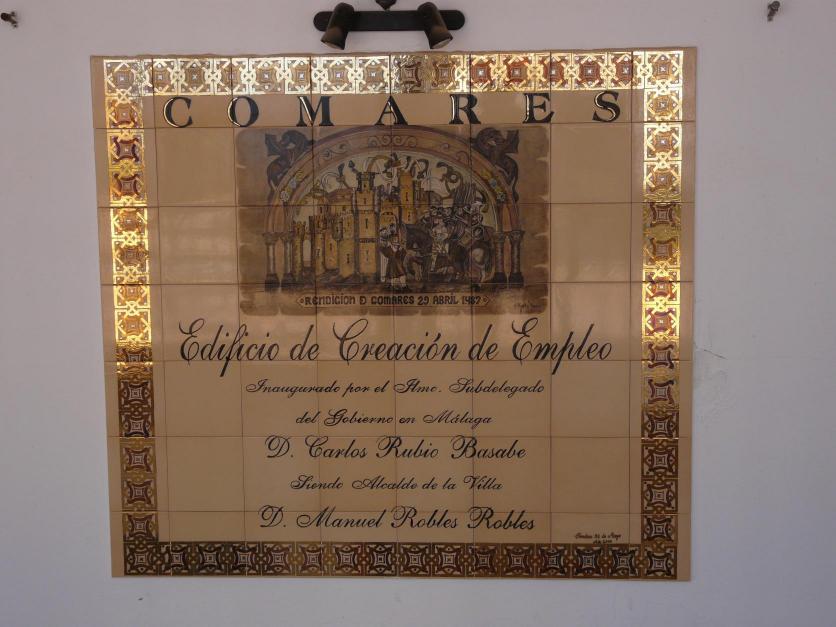 COMARES
RENDICION D COMARES 29 ABRIL 1487
Edificio de Creación de Empleo
Inaugurado por el Ilmo. Subdelegado
del Gobierno en Málaga
D. Carlos Rubio Basabe
Siendo Alcalde de la Villa
D. Manuel Robles Robles
Comares